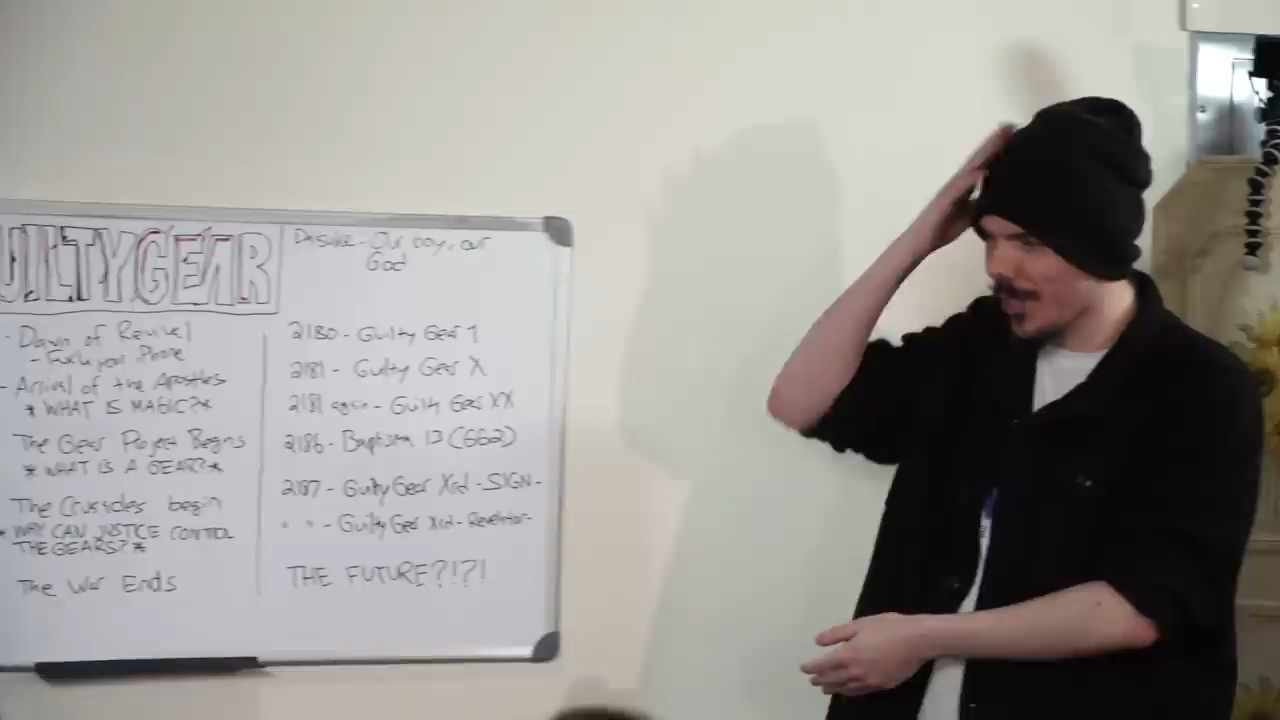 UILTYGEAR
- Dawn of Revival
- Fuck your Phone
- Arrival of the Apostles
* WHAT IS MAGIC?*
The Gear Project Begins
* WHAT IS A GEAR?*
The Crusades begin
* WHY CAN JUSTICE CONTROL
THE GEARS?*
The War Ends
Daisuke - Our boy, our
God
2180 - Guilty Gear 1
2181 - Guilty Gear X
2181 again - Guilty Gear XX
2186 - Baptisma 13 (GG2)
2187 - Guilty Gear Xrd - SIGN -
" " - Guilty Gear Xrd - Revelator -
THE FUTURE?!?!